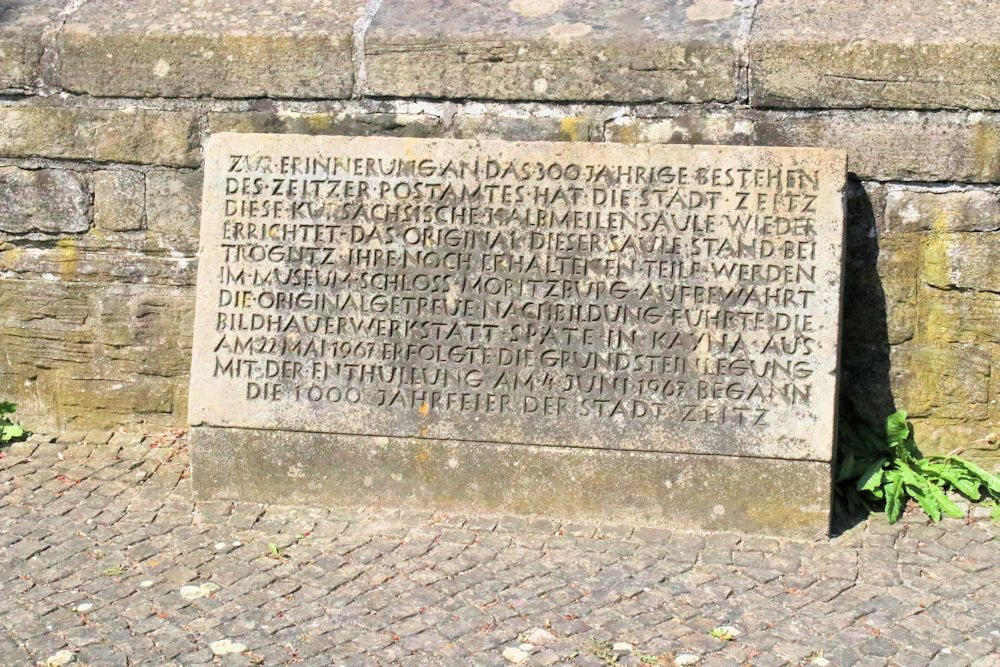 ZUR·ERINNERUNG·AN DAS·300 JÄHRIGE BESTEHEN
DES·ZEITZER·POSTAMTES·HAT·DIE·STADT·ZEITZ
DIESE·KURSÄCHSISCHE·HALBMEILENSÄULE·WIEDER
ERRICHTET·DAS·ORIGINAL·DIESER SÄULE·STAND·BEI
TRÖGNITZ·IHRE NOCH·ERHALTENEN·TEILE·WERDEN
IM·MUSEUM·SCHLOSS·MORITZBURG·AUFBEWAHRT
DIE·ORIGINALGETREUE·NACHBILDUNG·FÜHRTE·DIE
BILDHAUERWERKSTATT·SPÄTE·IN·KAYNA·AUS
AM 22·MAI·1967·ERFOLGTE·DIE·GRUNDSTEINLEGUNG
MIT·DER·ENTHÜLLUNG·AM·4·JUNI·1967·BEGANN
DIE·1000·JAHRFEIER·DER·STADT·ZEITZ